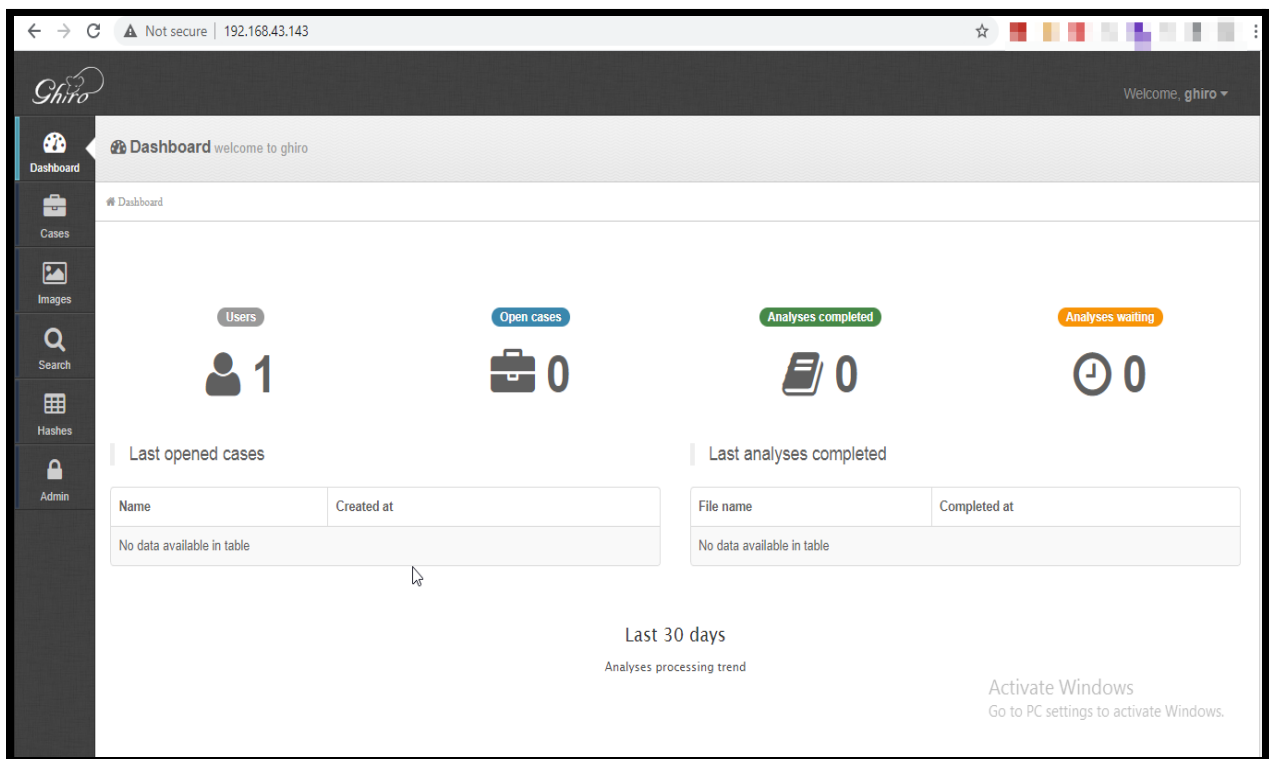 Not secure | 192.168.43.143
Ghiro
Welcome, ghiro
Dashboard
Cases
Images
Search
Hashes
Admin
Dashboard welcome to ghiro
Dashboard
Users
1
Open cases
0
Analyses completed
0
Analyses waiting
0
Last opened cases
Name Created at
No data available in table
Last analyses completed
File name Completed at
No data available in table
Last 30 days
Analyses processing trend
Activate Windows
Go to PC settings to activate Windows.